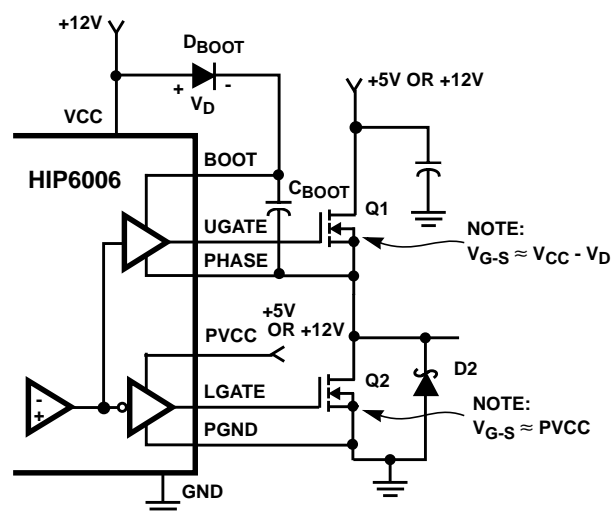 +12V
DBOOT
+ VD -
+5V OR +12V
VCC
BOOT
HIP6006
CBOOT
Q1
UGATE
NOTE:
VG-S ≈ VCC - VD
PHASE
+5V
OR +12V
PVCC
D2
Q2
LGATE
NOTE:
VG-S ≈ PVCC
- +
PGND
GND